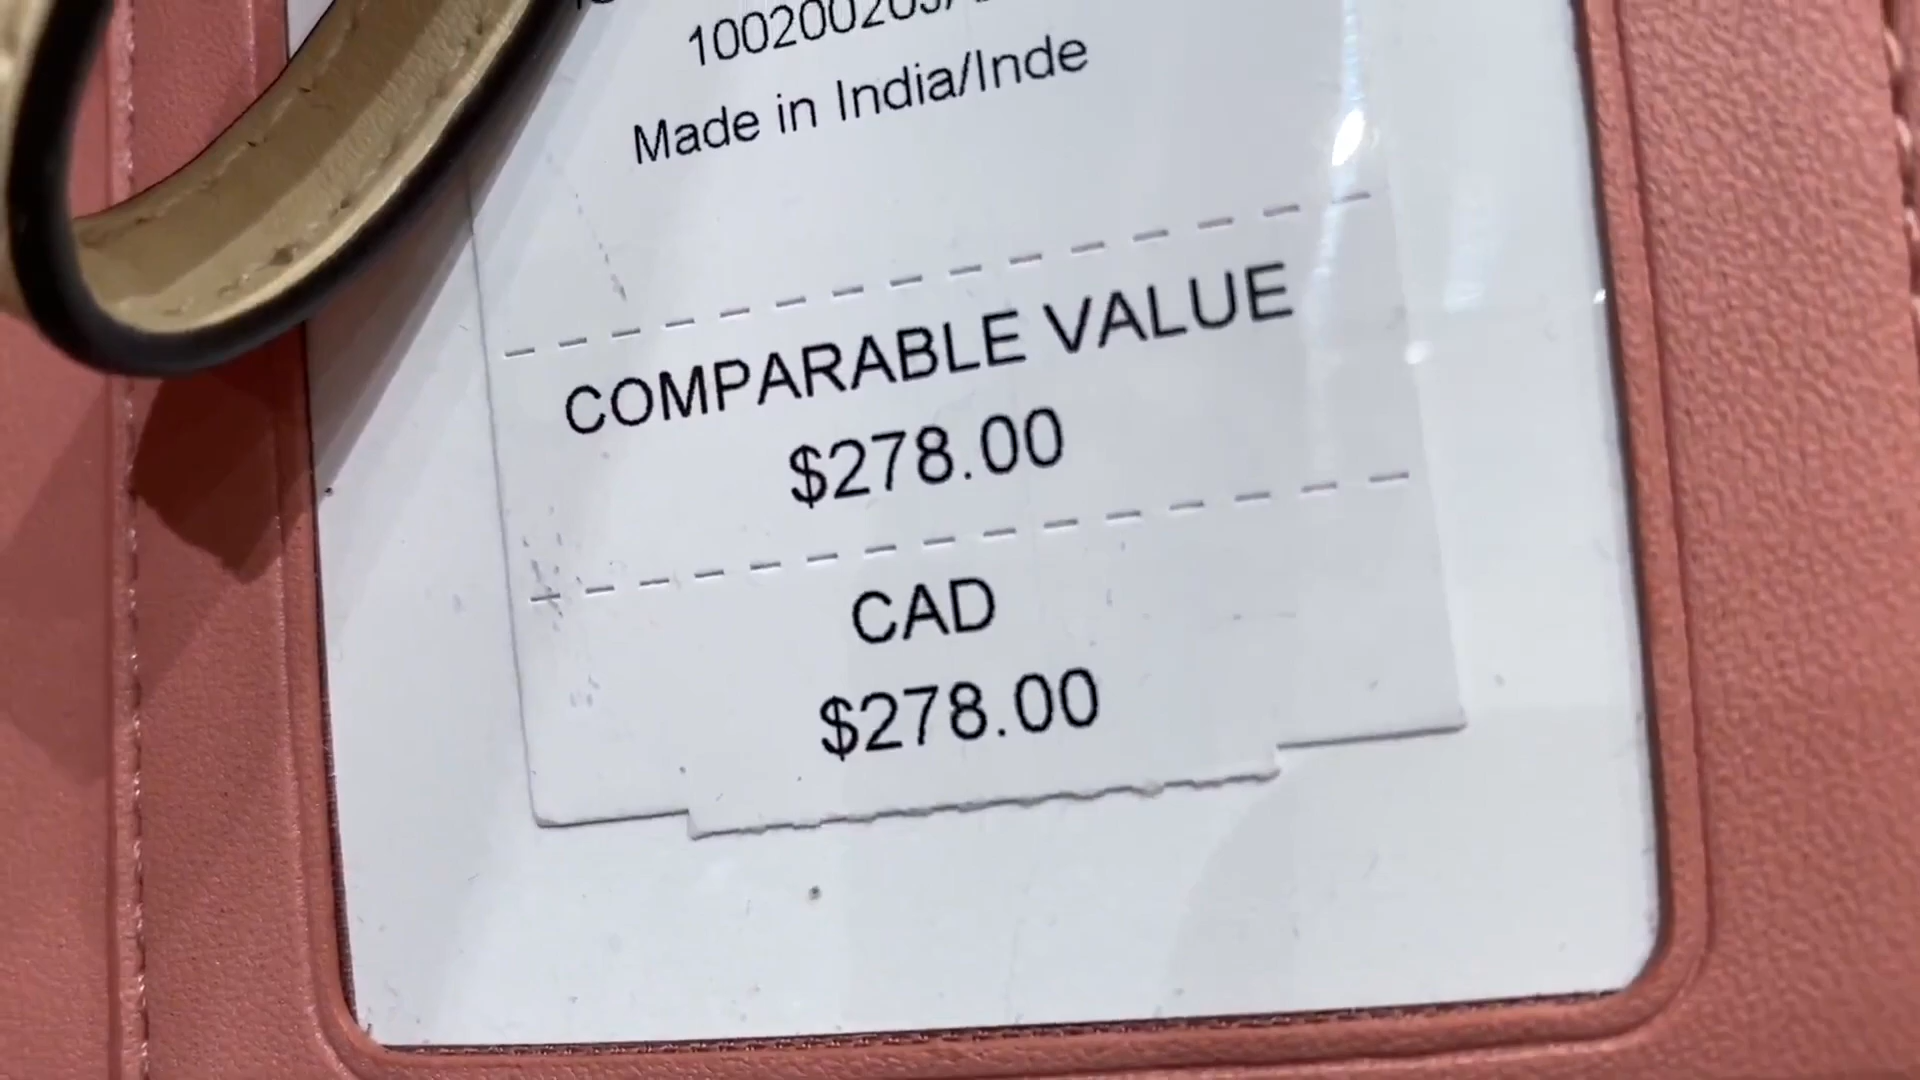 Made in India/Inde
COMPARABLE VALUE
$278.00
CAD
$278.00